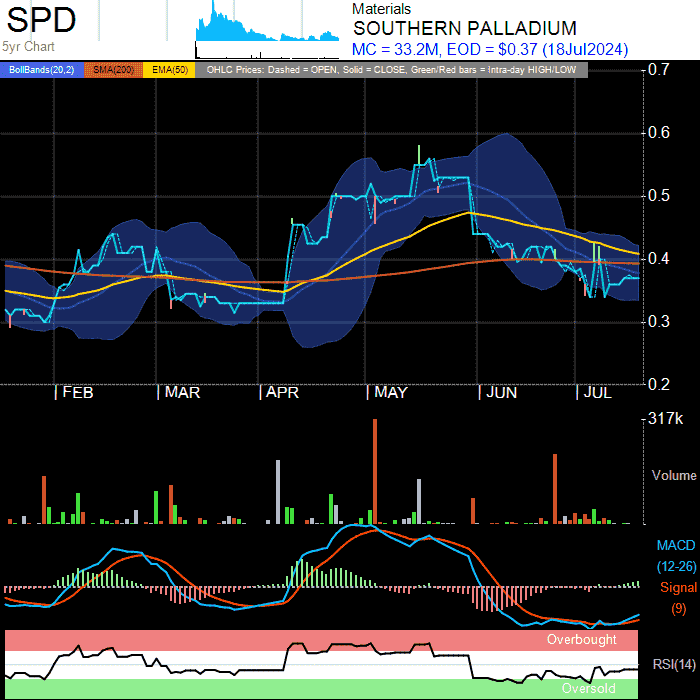 SPD
5yr Chart
Materials
SOUTHERN PALLADIUM
MC = 33.2M, EOD = $0.37 (18Jul2024)
BollBands(20,2) SMA(200) EMA(50) OHLC Prices: Dashed = OPEN, Solid = CLOSE, Green/Red bars = Intra-day HIGH/LOW
0.7
0.6
0.5
0.4
0.3
0.2
FEB MAR APR MAY JUN JUL
317k
Volume
MACD
(12-26)
Signal
(9)
Overbought
RSI(14)
Oversold